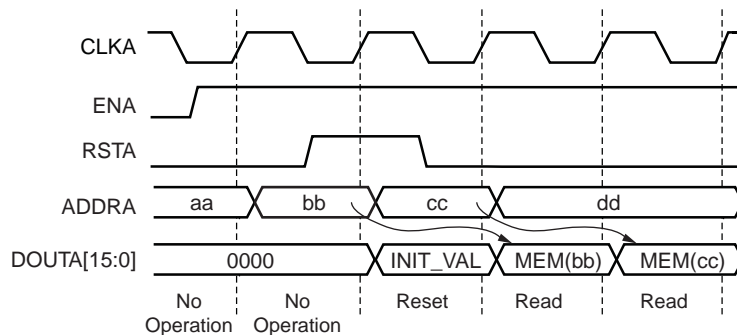 CLKA
ENA
RSTA
ADDRA aa bb cc dd
DOUTA[15:0] 0000 INIT_VAL MEM(bb) MEM(cc)
No No Reset Read Read
Operation Operation